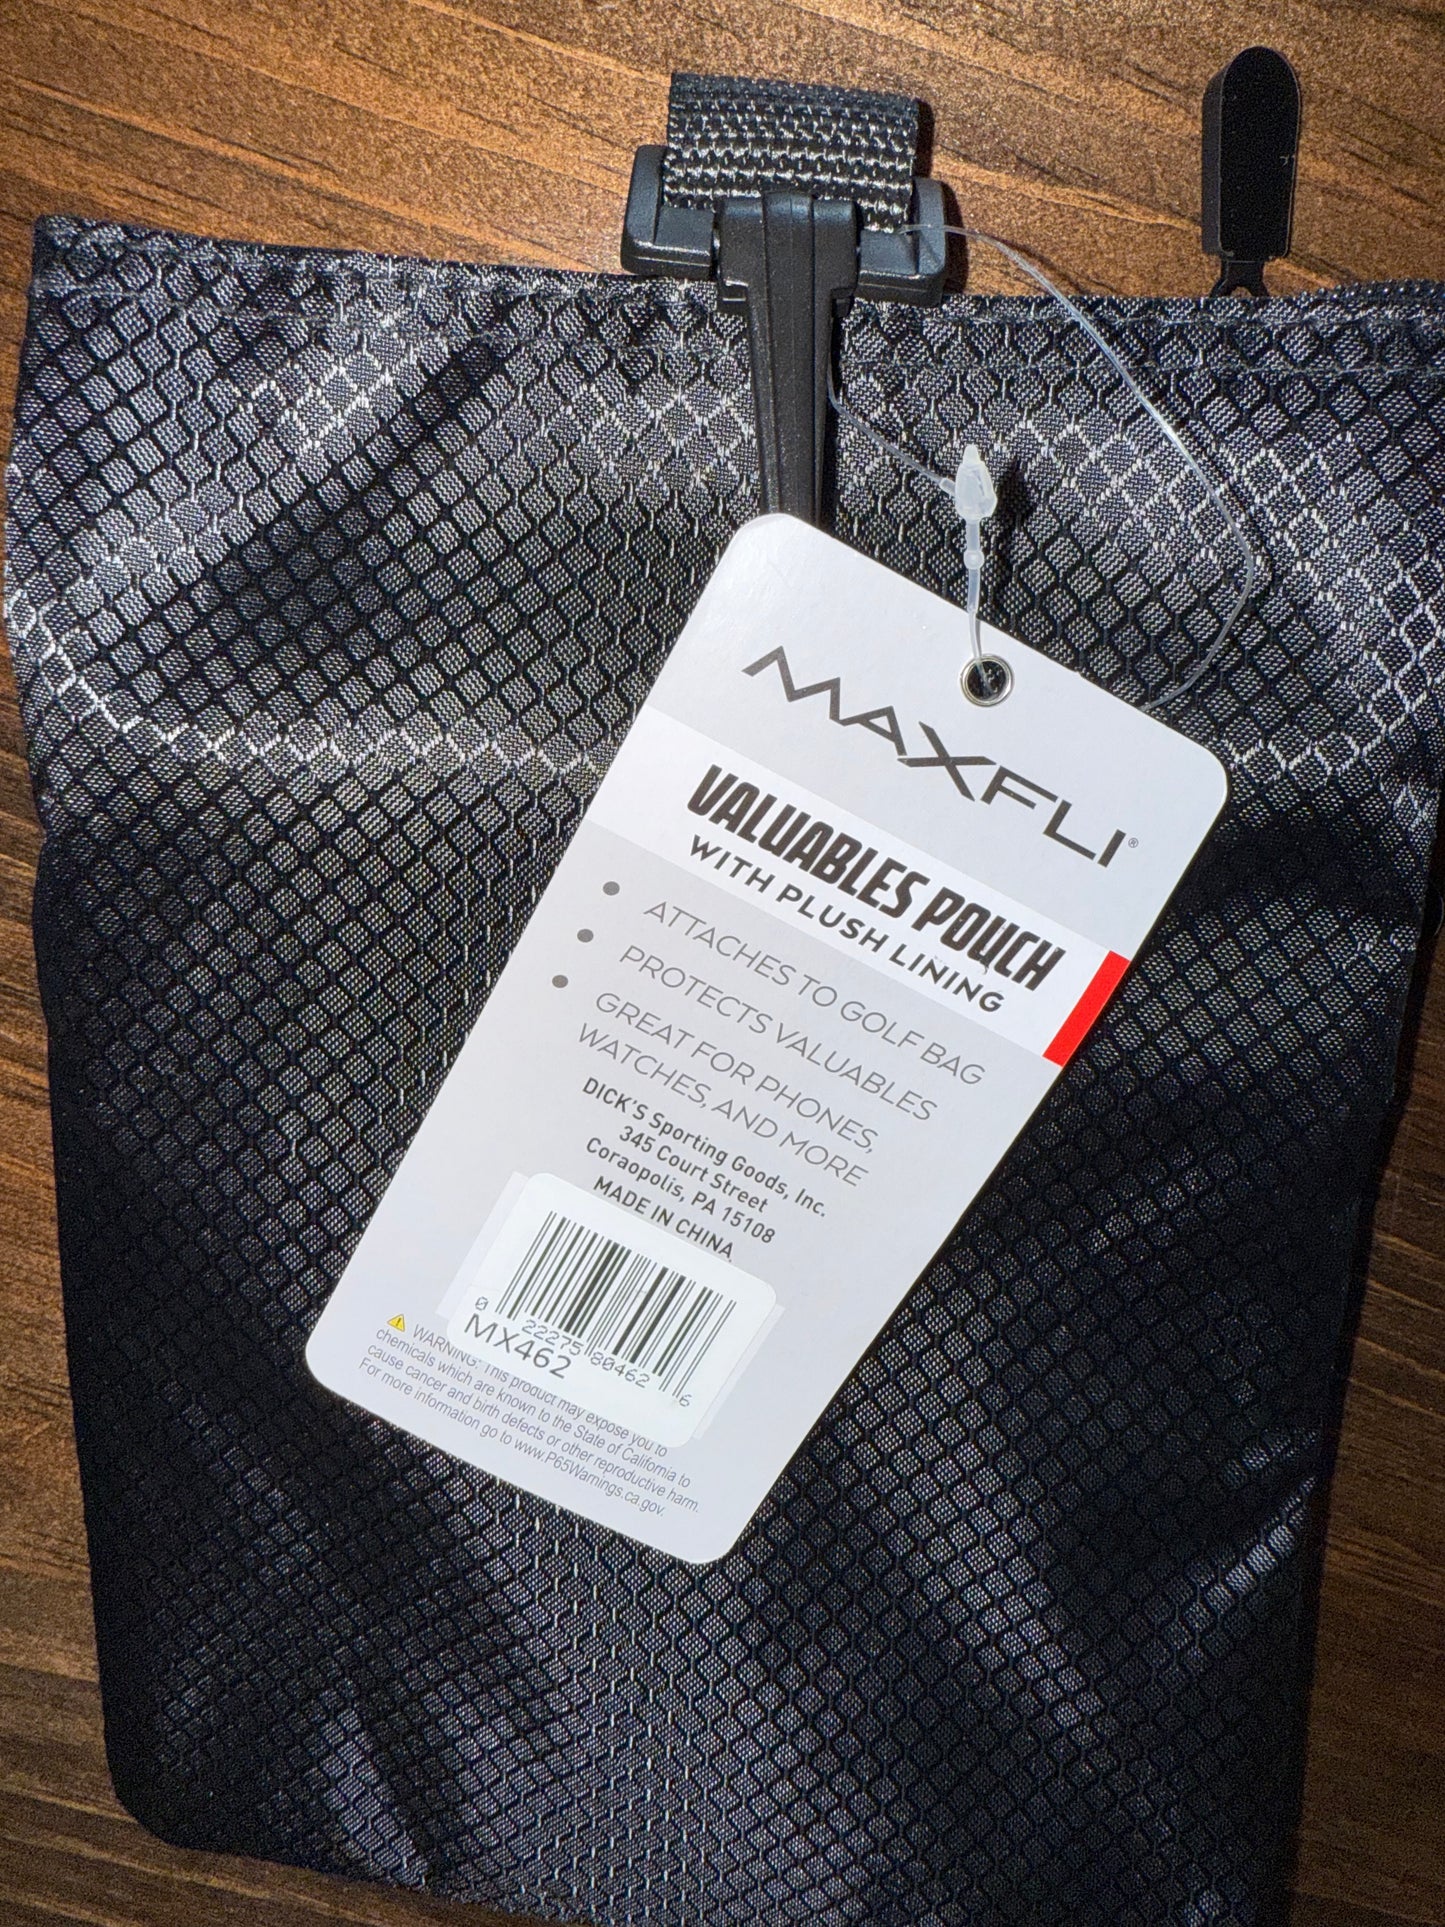 MAXFLI®
VALUABLES POUCH
WITH PLUSH LINING
• ATTACHES TO GOLF BAG
• PROTECTS VALUABLES
• GREAT FOR PHONES,
WATCHES, AND MORE
DICK'S Sporting Goods, Inc.
345 Court Street
Coraopolis, PA 15108
MADE IN CHINA
0 22275 80462 6
MX462
⚠ WARNING: This product may expose you to
chemicals which are known to the State of California to
cause cancer and birth defects or other reproductive harm.
For more information go to www.P65Warnings.ca.gov.